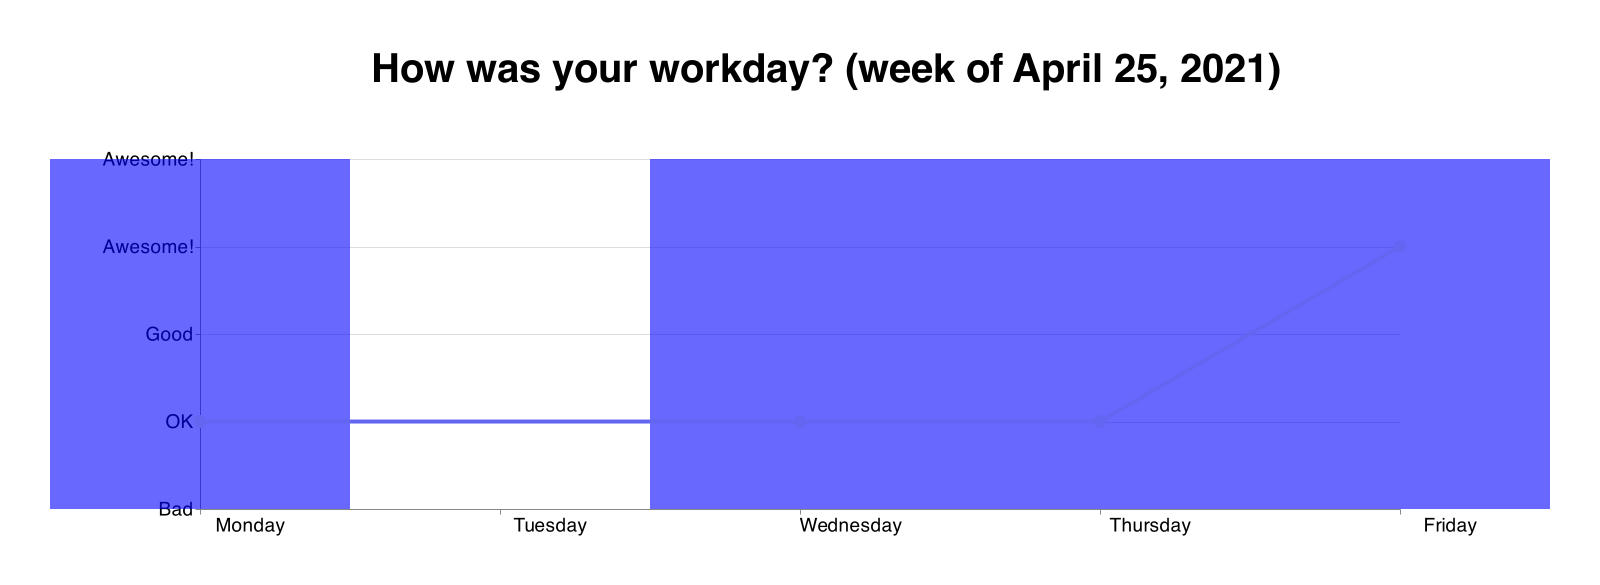 How was your workday? (week of April 25, 2021)
Awesome!
Awesome!
Good
OK
Bad
Monday Tuesday Wednesday Thursday Friday